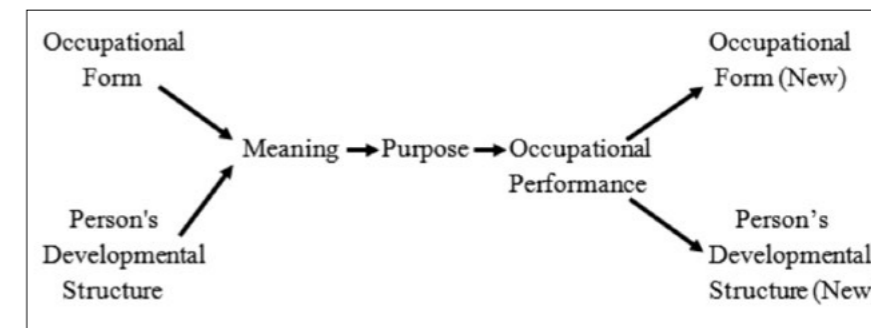 Occupational
Form
Person's
Developmental
Structure
Meaning
Purpose
Occupational
Performance
Occupational
Form (New)
Person’s
Developmental
Structure (New